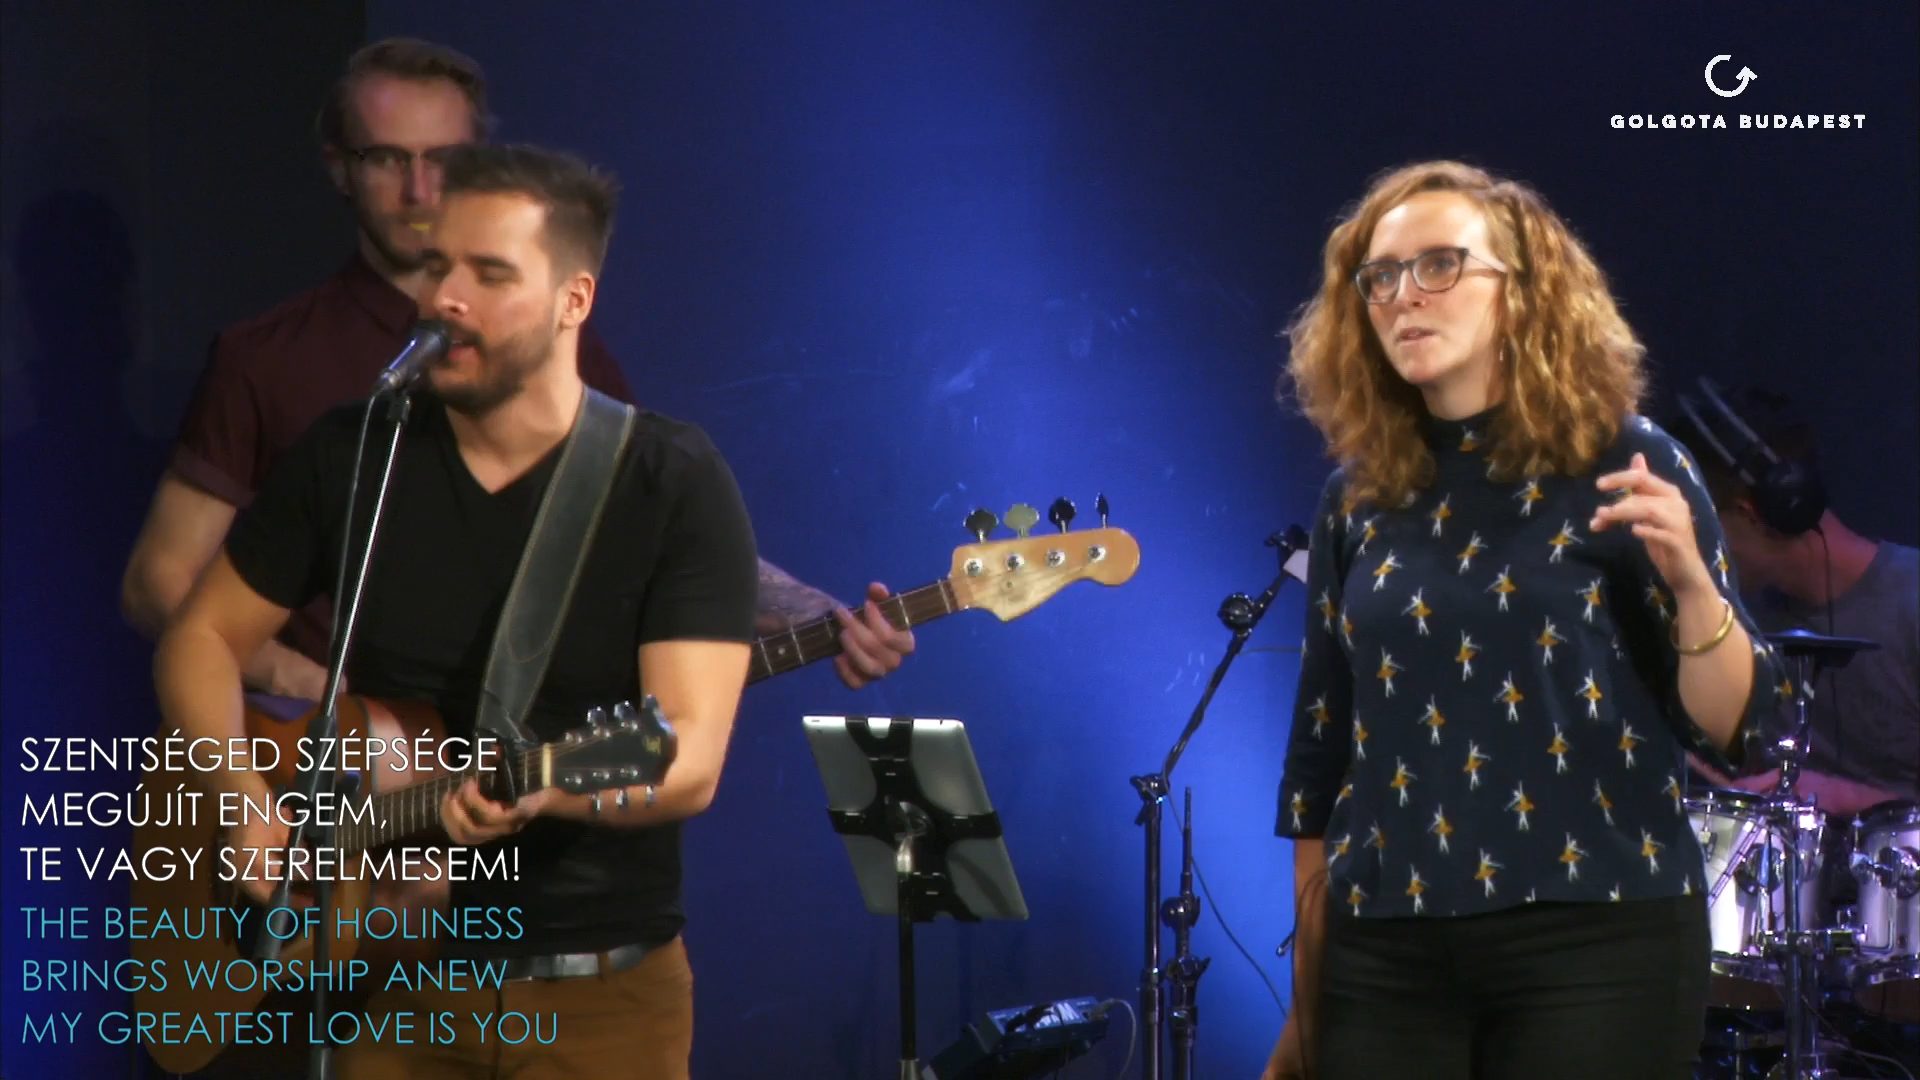 GOLGOTA BUDAPEST
SZENTSÉGED SZÉPSÉGE
MEGÚJÍT ENGEM,
TE VAGY SZERELMESEM!
THE BEAUTY OF HOLINESS
BRINGS WORSHIP ANEW
MY GREATEST LOVE IS YOU